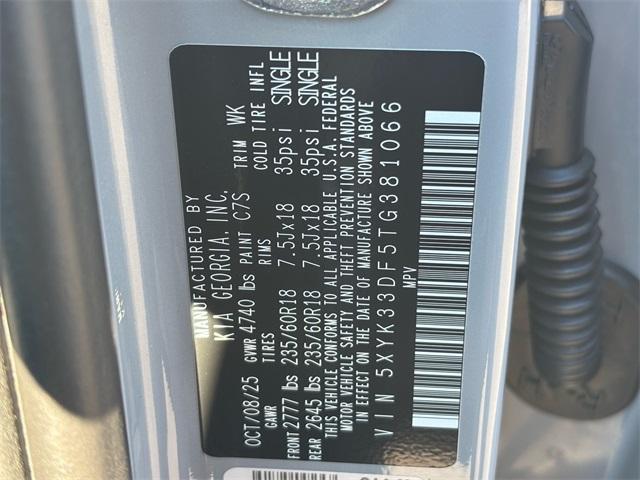 MANUFACTURED BY
KIA GEORGIA, INC.
OCT/08/25 GVWR 4740 lbs PAINT C7S TRIM WK
GAWR TIRES RIMS COLD TIRE INFL
FRONT 2777 lbs 235/60R18 7.5Jx18 35psi SINGLE
REAR 2645 lbs 235/60R18 7.5Jx18 35psi SINGLE
THIS VEHICLE CONFORMS TO ALL APPLICABLE U.S.A. FEDERAL
MOTOR VEHICLE SAFETY AND THEFT PREVENTION STANDARDS
IN EFFECT ON THE DATE OF MANUFACTURE SHOWN ABOVE
VIN 5XYK33DF5TG381066
MPV